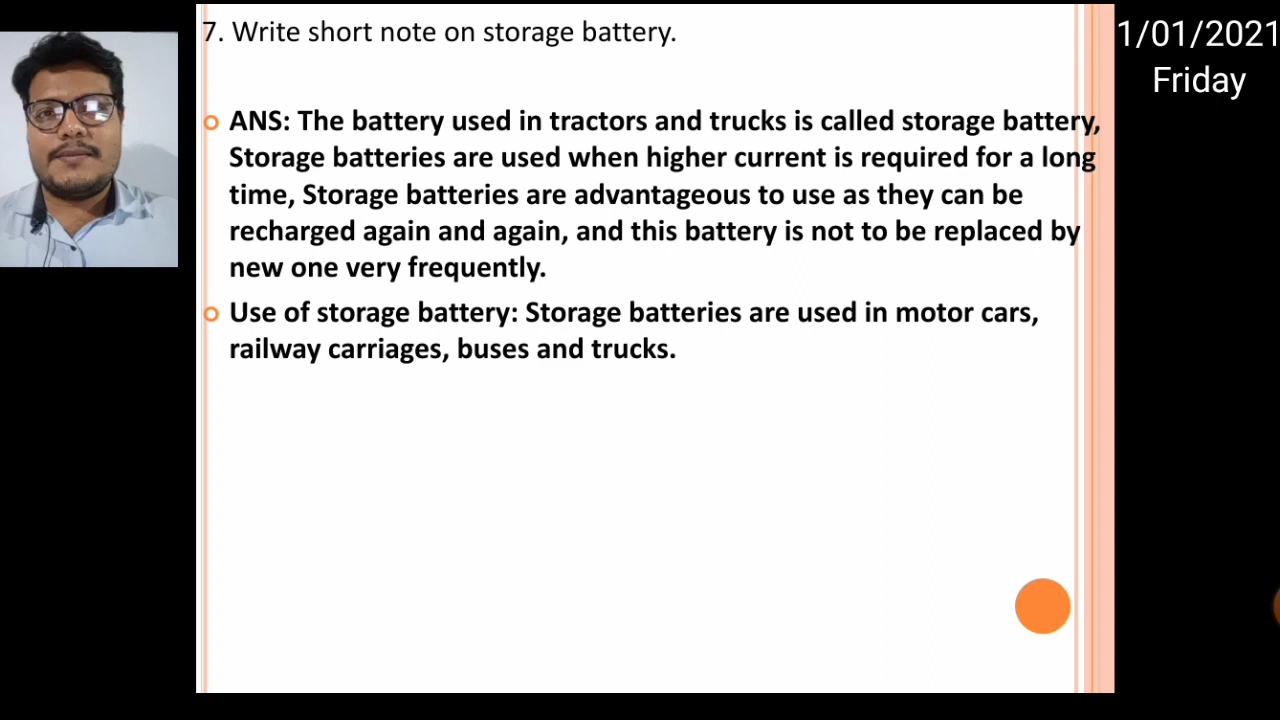 7. Write short note on storage battery.
1/01/2021
Friday
ANS: The battery used in tractors and trucks is called storage battery,
Storage batteries are used when higher current is required for a long
time, Storage batteries are advantageous to use as they can be
recharged again and again, and this battery is not to be replaced by
new one very frequently.
Use of storage battery: Storage batteries are used in motor cars,
railway carriages, buses and trucks.